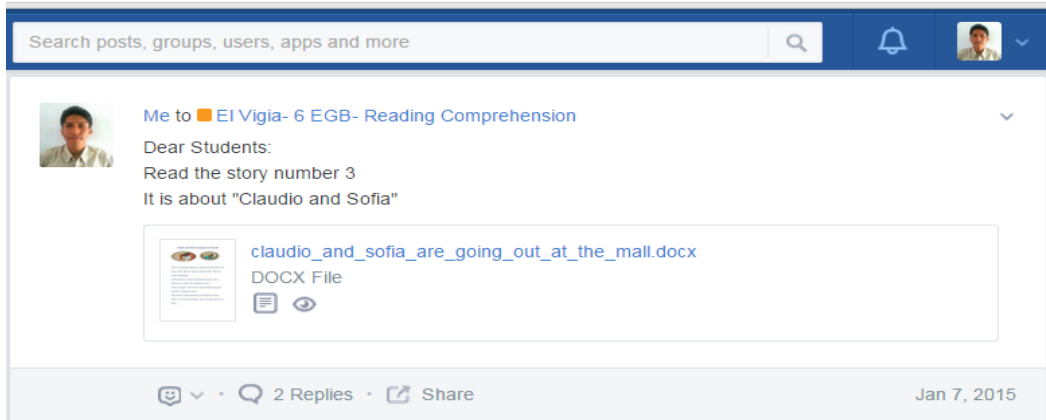 Search posts, groups, users, apps and more
Me to El Vigia- 6 EGB- Reading Comprehension
Dear Students:
Read the story number 3
It is about "Claudio and Sofia"
claudio_and_sofia_are_going_out_at_the_mall.docx
DOCX File
2 Replies · Share
Jan 7, 2015